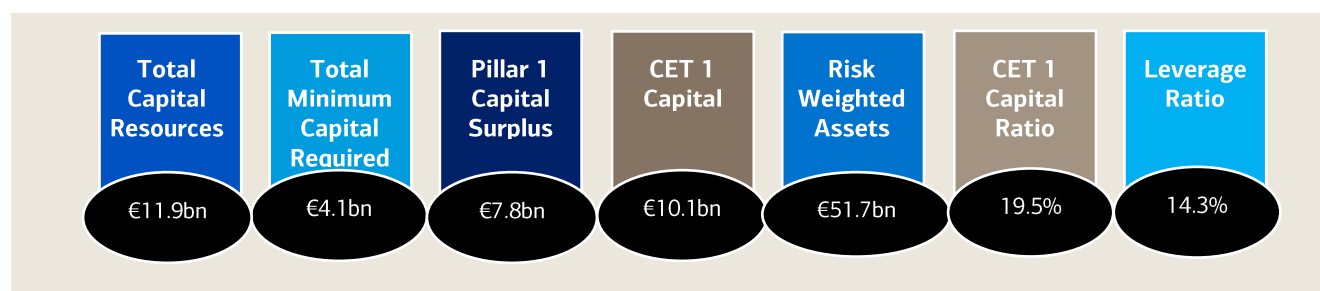 Total
Capital
Resources
€11.9bn
Total
Minimum
Capital
Required
€4.1bn
Pillar 1
Capital
Surplus
€7.8bn
CET 1
Capital
€10.1bn
Risk
Weighted
Assets
€51.7bn
CET 1
Capital
Ratio
19.5%
Leverage
Ratio
14.3%